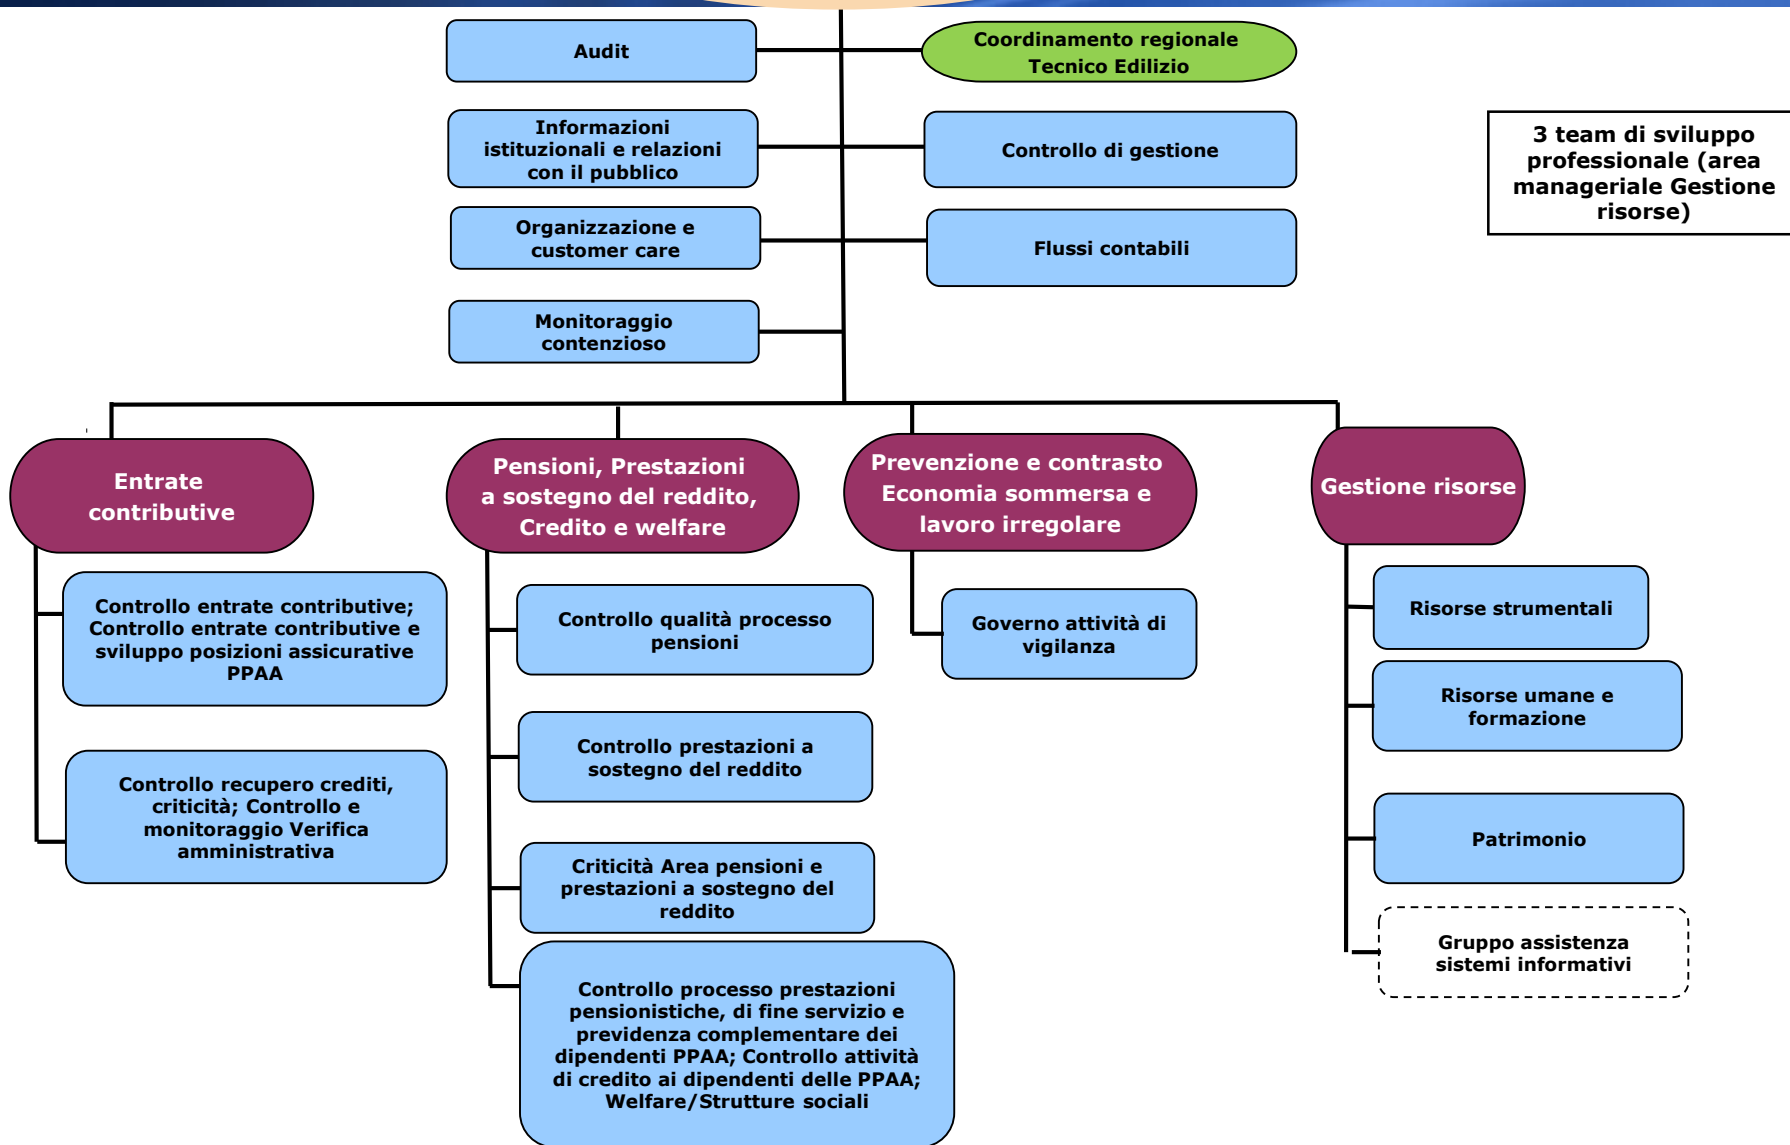 Audit
Coordinamento regionale
Tecnico Edilizio
Informazioni
istituzionali e relazioni
con il pubblico
Controllo di gestione
3 team di sviluppo
professionale (area
manageriale Gestione
risorse)
Organizzazione e
customer care
Flussi contabili
Monitoraggio
contenzioso
Entrate
contributive
Pensioni, Prestazioni
a sostegno del reddito,
Credito e welfare
Prevenzione e contrasto
Economia sommersa e
lavoro irregolare
Gestione risorse
Controllo entrate contributive;
Controllo entrate contributive e
sviluppo posizioni assicurative
PPAA
Controllo recupero crediti,
criticità; Controllo e
monitoraggio Verifica
amministrativa
Controllo qualità processo
pensioni
Controllo prestazioni a
sostegno del reddito
Criticità Area pensioni e
prestazioni a sostegno del
reddito
Controllo processo prestazioni
pensionistiche, di fine servizio e
previdenza complementare dei
dipendenti PPAA; Controllo attività
di credito ai dipendenti delle PPAA;
Welfare/Strutture sociali
Governo attività di
vigilanza
Risorse strumentali
Risorse umane e
formazione
Patrimonio
Gruppo assistenza
sistemi informativi